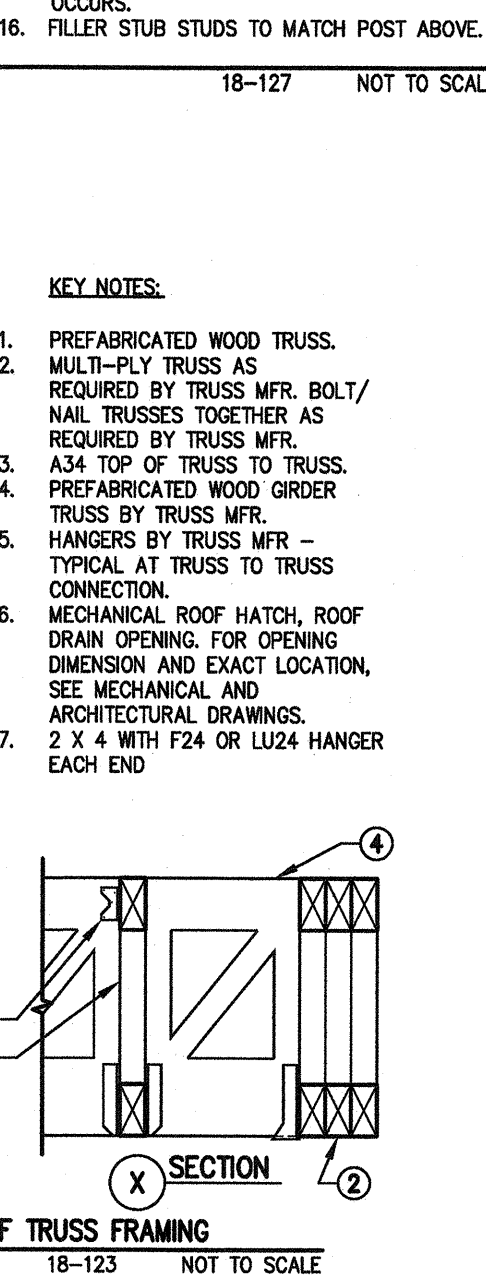 OCCURS.
16. FILLER STUB STUDS TO MATCH POST ABOVE.
18-127 NOT TO SCAL
KEY NOTES:
1. PREFABRICATED WOOD TRUSS.
2. MULTI-PLY TRUSS AS
REQUIRED BY TRUSS MFR. BOLT/
NAIL TRUSSES TOGETHER AS
REQUIRED BY TRUSS MFR.
3. A34 TOP OF TRUSS TO TRUSS.
4. PREFABRICATED WOOD GIRDER
TRUSS BY TRUSS MFR.
5. HANGERS BY TRUSS MFR –
TYPICAL AT TRUSS TO TRUSS
CONNECTION.
6. MECHANICAL ROOF HATCH, ROOF
DRAIN OPENING. FOR OPENING
DIMENSION AND EXACT LOCATION,
SEE MECHANICAL AND
ARCHITECTURAL DRAWINGS.
7. 2 X 4 WITH F24 OR LU24 HANGER
EACH END
4
X SECTION
2
F TRUSS FRAMING
18-123 NOT TO SCALE